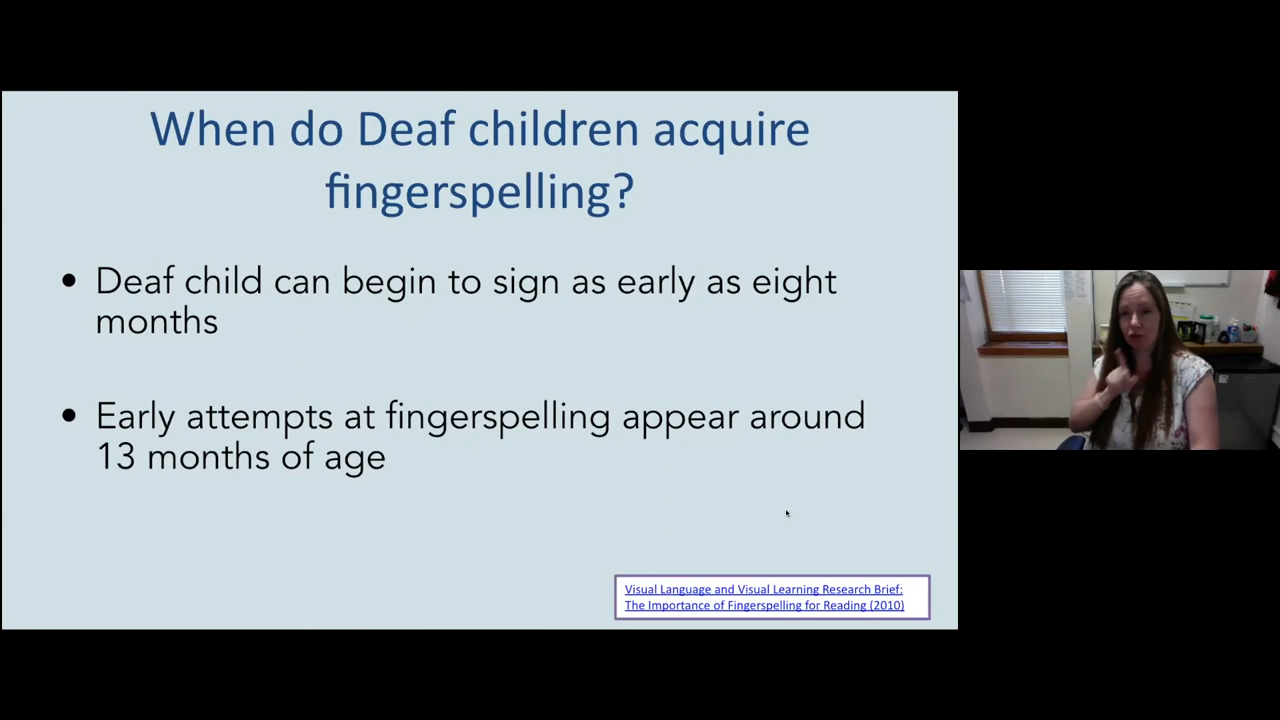 When do Deaf children acquire
fingerspelling?
• Deaf child can begin to sign as early as eight
months
• Early attempts at fingerspelling appear around
13 months of age
Visual Language and Visual Learning Research Brief:
The Importance of Fingerspelling for Reading (2010)